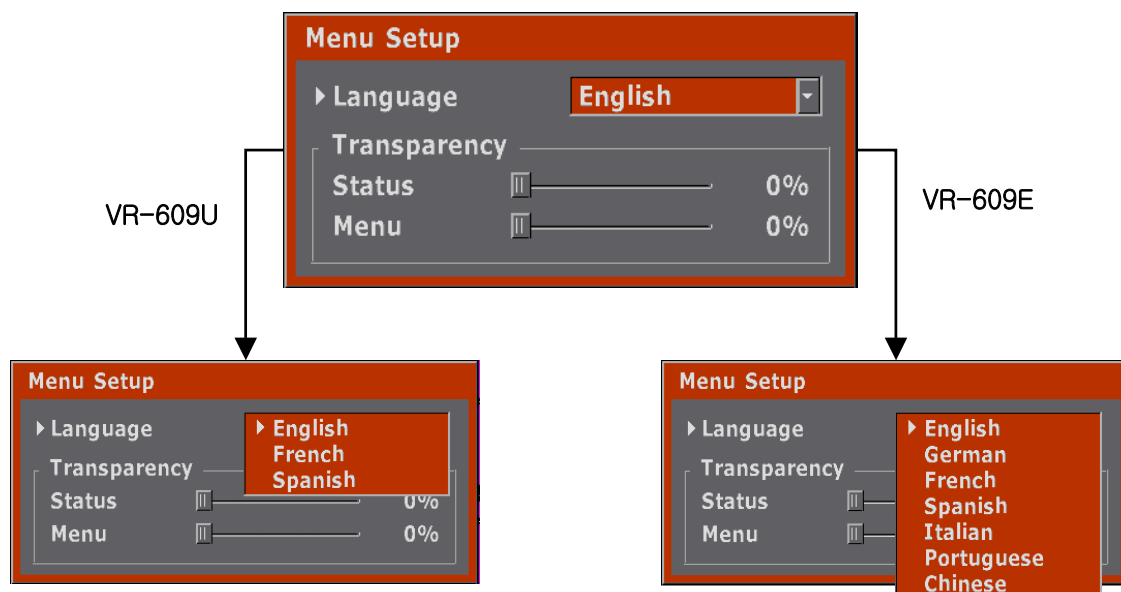 Menu Setup
Language English
Transparency
Status 0%
Menu 0%
VR-609U
VR-609E
Menu Setup
Language English
French
Spanish
Transparency
Status 0%
Menu 0%
Menu Setup
Language English
German
French
Spanish
Italian
Portuguese
Chinese
Transparency
Status
Menu